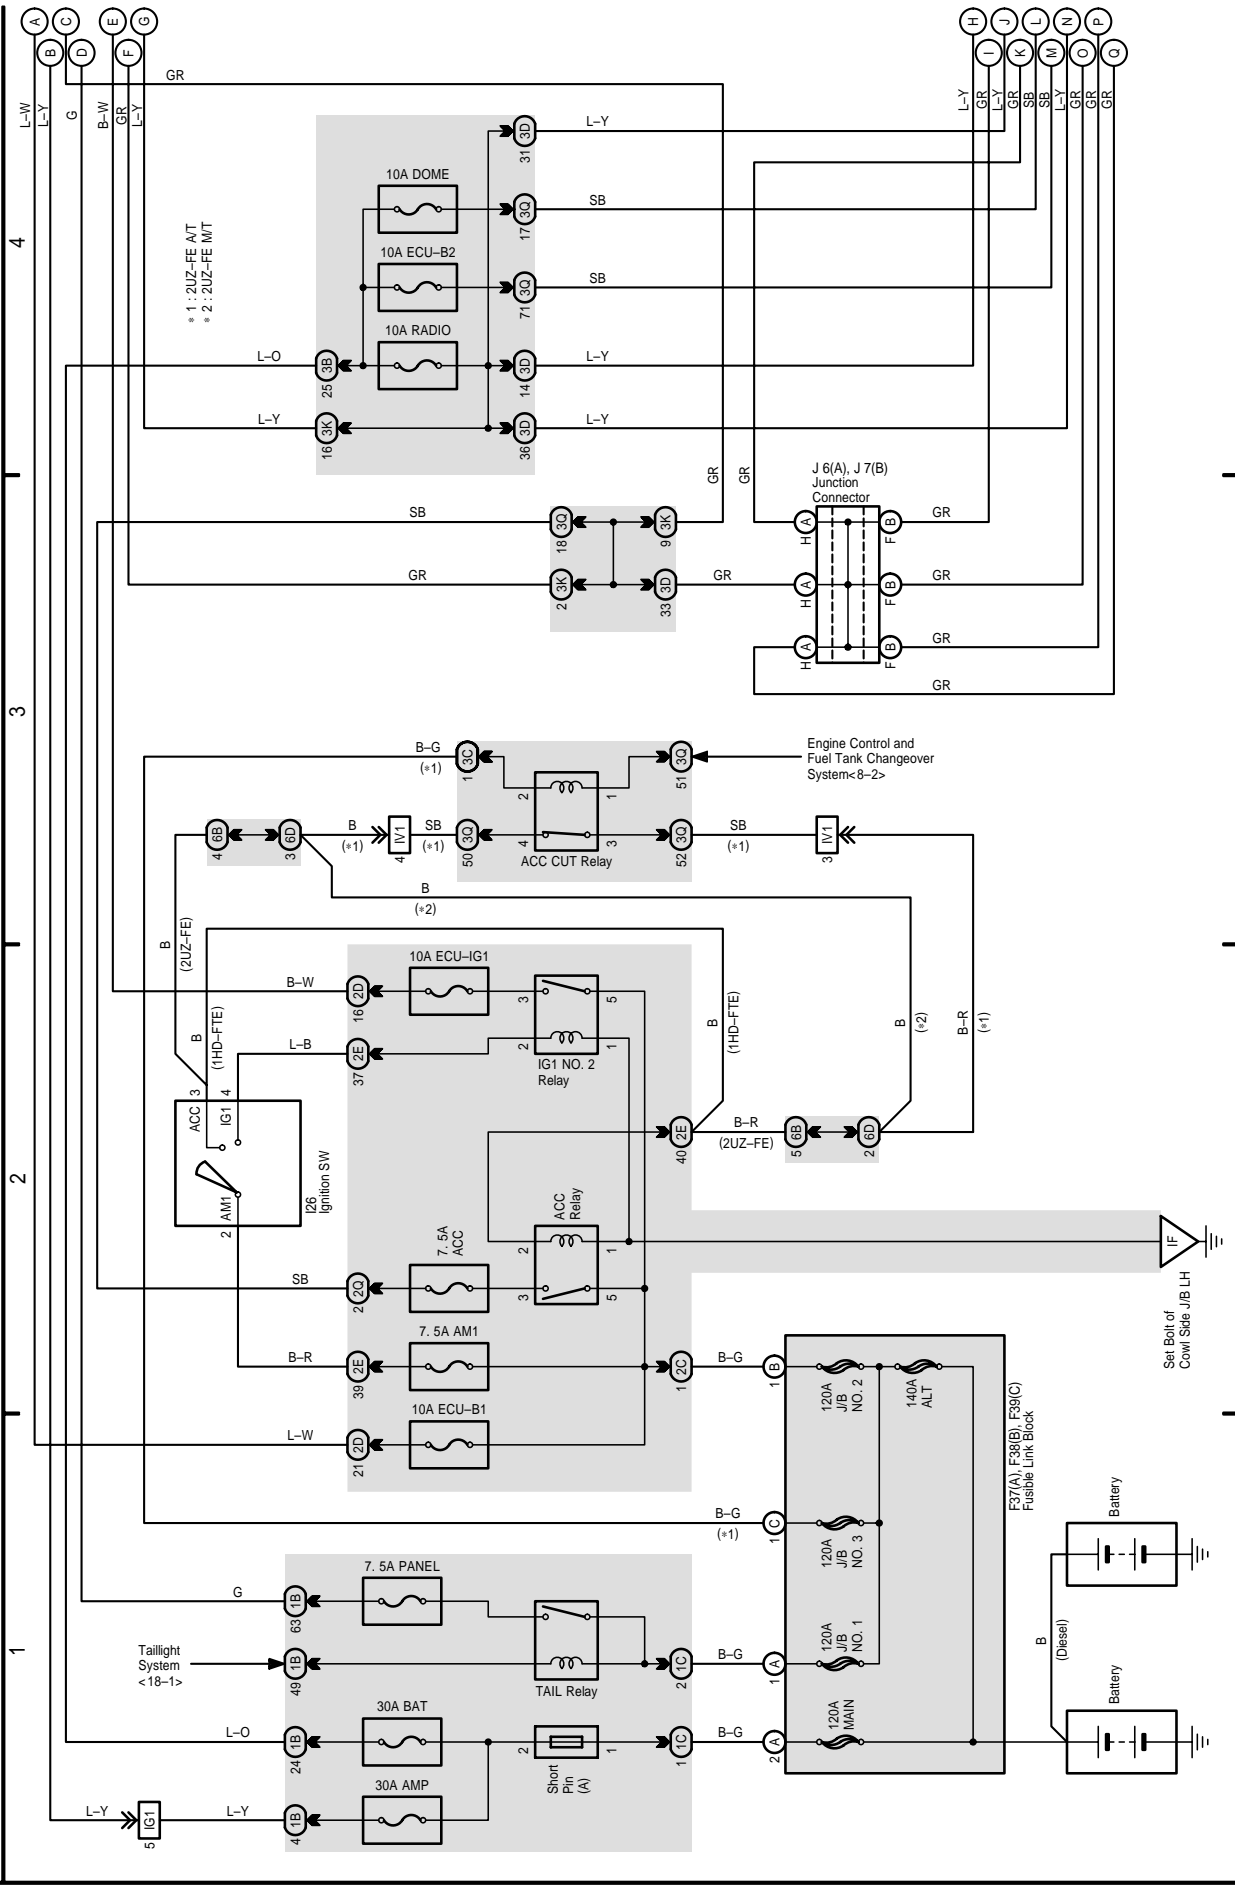 A
C
E
G
B
D
F
H
J
L
N
P
I
K
M
O
Q
L–W
L–Y
G
B–W
GR
L–Y
GR
L–Y
GR
L–Y
GR
SB
SB
L–Y
GR
GR
GR
4
∗ 1 : 2UZ–FE A/T
∗ 2 : 2UZ–FE M/T
10A DOME
31 3D
L–Y
17 3Q
SB
10A ECU–B2
71 3Q
SB
10A RADIO
L–O
25 3B
14 3D
L–Y
L–Y
16 3K
36 3D
L–Y
GR
GR
J 6(A), J 7(B)
Junction
Connector
SB
18 3Q
9 3K
H A
F B
GR
GR
2 3K
33 3D
GR
H A
F B
GR
H A
F B
GR
GR
3
B–G
(∗1)
1 3C
2
1
51 3Q
Engine Control and
Fuel Tank Changeover
System<8–2>
4 6B
3 6D
B
(∗1)
4 IV1
SB
(∗1)
50 3Q
4
3
ACC CUT Relay
52 3Q
SB
(∗1)
3 IV1
B
(∗2)
B
(2UZ–FE)
B
(1HD–FTE)
B–W
16 2D
10A ECU–IG1
3
5
L–B
37 2E
2
1
IG1 NO. 2
Relay
B
(1HD–FTE)
B
(∗2)
B–R
(∗1)
ACC 3
IG1 4
2 AM1
I26
Ignition SW
2
40 2E
B–R
(2UZ–FE)
5 6B
2 6D
7. 5A
ACC
ACC
Relay
2
1
3
5
SB
2 2Q
IF
Set Bolt of
Cowl Side J/B LH
B–R
39 2E
7. 5A AM1
1 2C
B–G
1 B
120A
J/B
NO. 2
140A
ALT
L–W
21 2D
10A ECU–B1
F37(A), F38(B), F39(C)
Fusible Link Block
B–G
(∗1)
1 C
120A
J/B
NO. 3
Battery
G
63 1B
7. 5A PANEL
1
Taillight
System
<18–1>
49 1B
TAIL Relay
2 1C
B–G
1 A
120A
J/B
NO. 1
B
(Diesel)
L–O
24 1B
30A BAT
2
1
Short
Pin
(A)
1 1C
B–G
2 A
120A
MAIN
Battery
L–Y
5 IG1
L–Y
4 1B
30A AMP